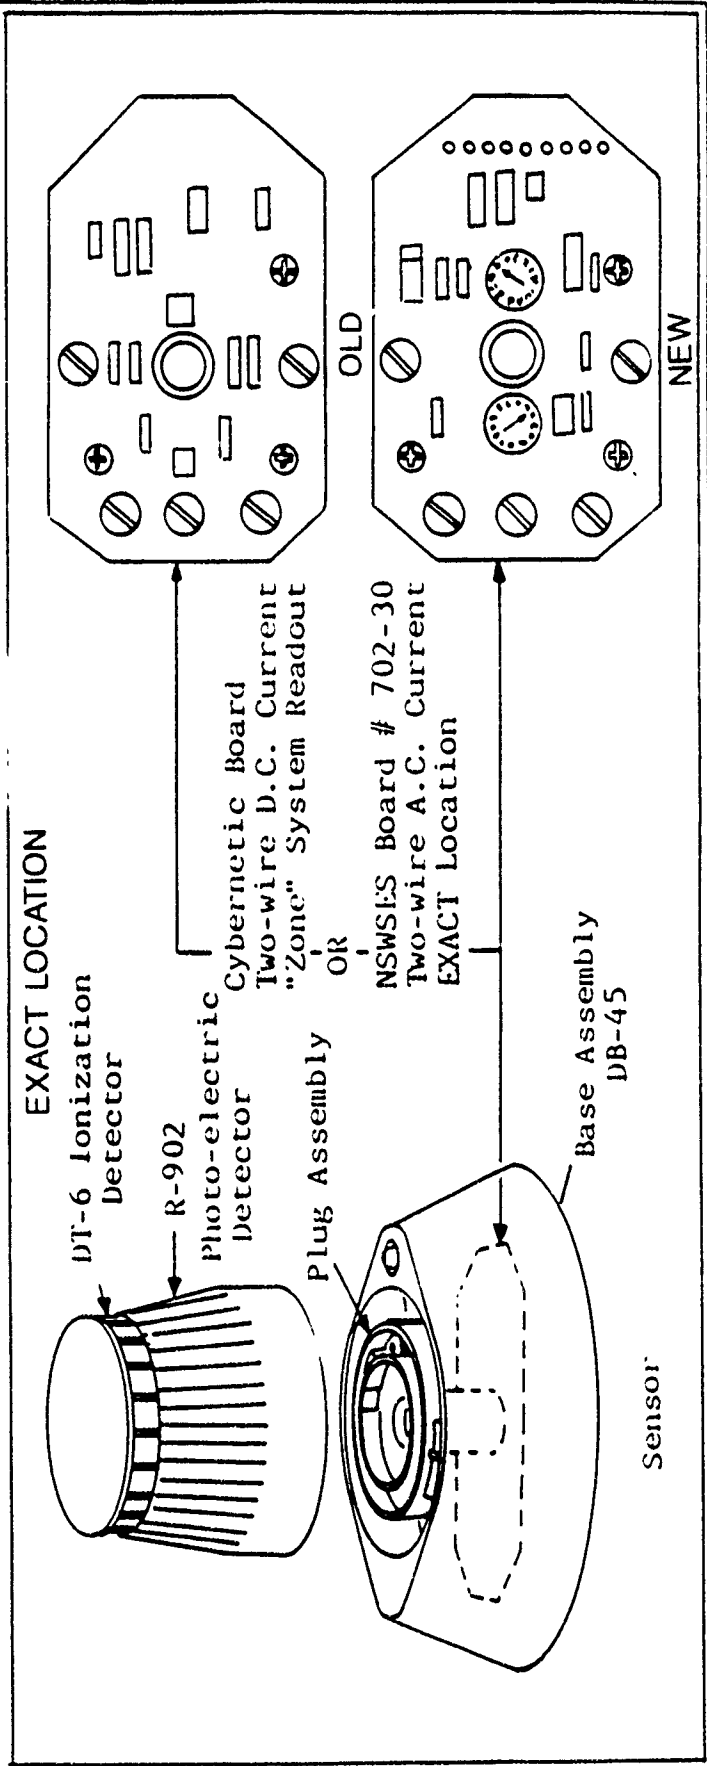 EXACT LOCATION
DT-6 Ionization
Detector
R-902
Photo-electric
Detector
Plug Assembly
Cybernetic Board
Two-wire D.C. Current
"Zone" System Readout
OR
NSWSES Board # 702-30
Two-wire A.C. Current
EXACT Location
Base Assembly
DB-45
Sensor
OLD
NEW